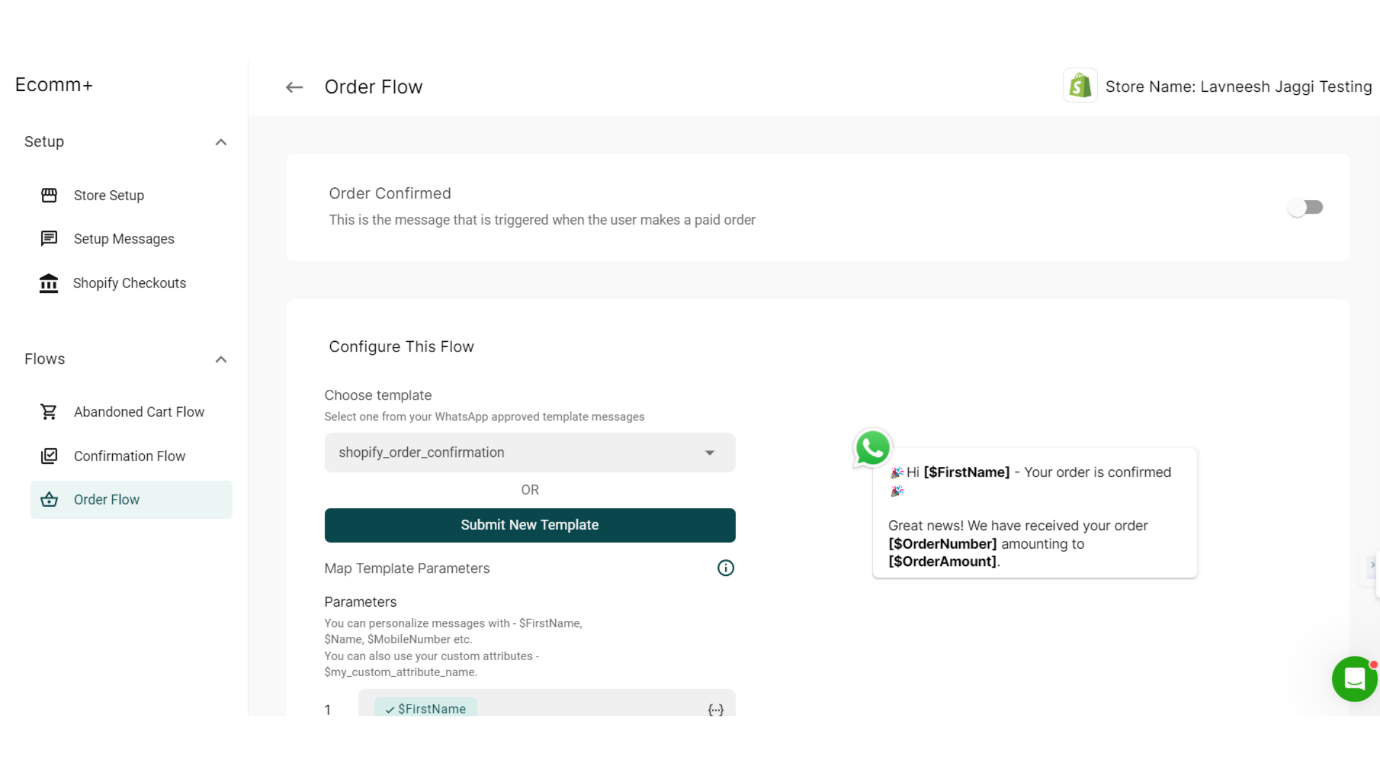 Ecomm+
Order Flow
Store Name: Lavneesh Jaggi Testing
Setup
Store Setup
Setup Messages
Shopify Checkouts
Flows
Abandoned Cart Flow
Confirmation Flow
Order Flow
Order Confirmed
This is the message that is triggered when the user makes a paid order
Configure This Flow
Choose template
Select one from your WhatsApp approved template messages
shopify_order_confirmation
OR
Submit New Template
Map Template Parameters
Parameters
You can personalize messages with - $FirstName,
$Name, $MobileNumber etc.
You can also use your custom attributes -
$my_custom_attribute_name.
1 ✓ $FirstName {···}
🎉 Hi [$FirstName] - Your order is confirmed
🎉
Great news! We have received your order
[$OrderNumber] amounting to
[$OrderAmount].